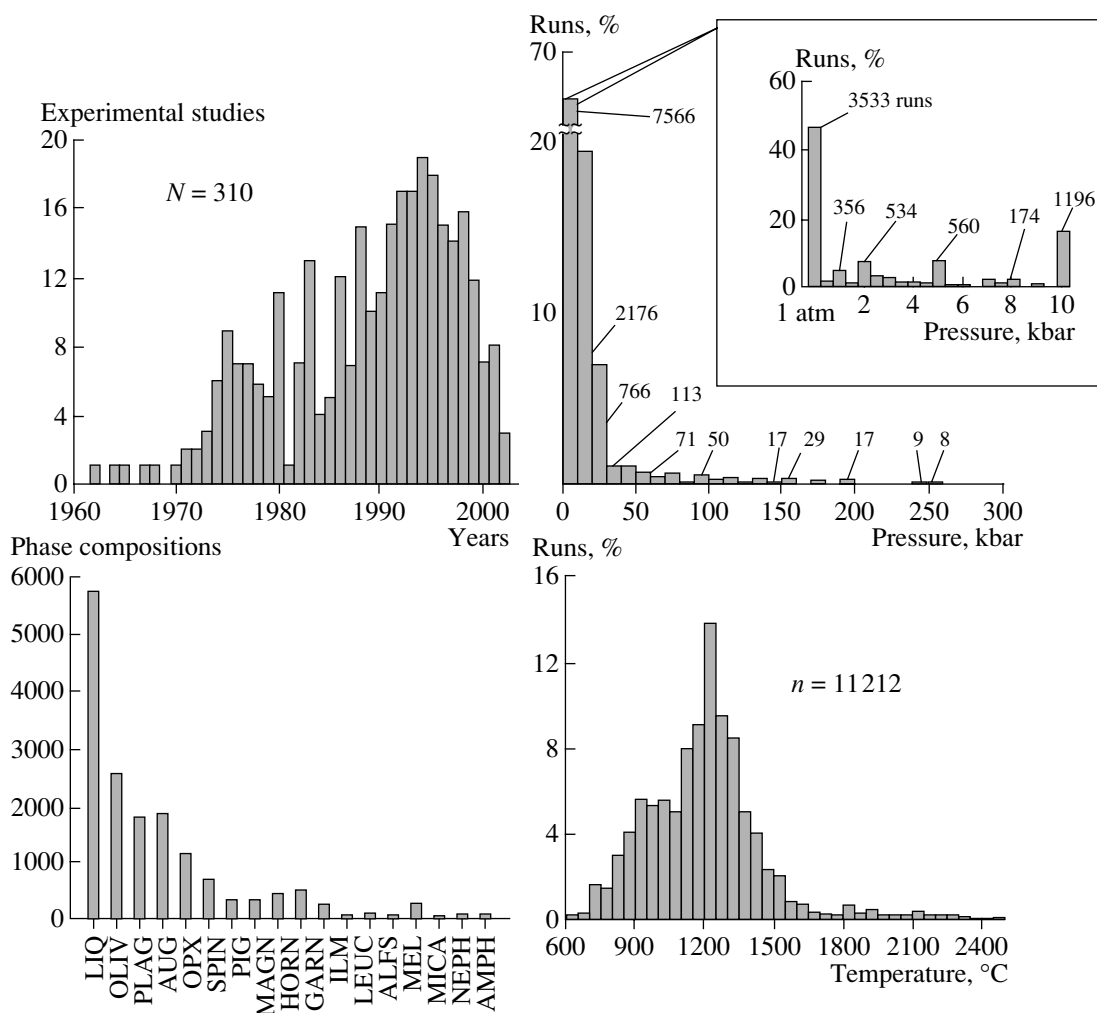 Experimental studies
20
16
12
8
4
0
N = 310
1960 1970 1980 1990 2000
Years
Runs, %
70
20
10
7566
2176
766
113
71
50
17
29
17
9
8
0 50 100 150 200 250 300
Pressure, kbar
Runs, %
60
40
20
0
3533 runs
356
534
560
174
1196
1 atm 2 4 6 8 10
Pressure, kbar
Phase compositions
6000
5000
4000
3000
2000
1000
0
LIQ
OLIV
PLAG
AUG
OPX
SPIN
PIG
MAGN
HORN
GARN
ILM
LEUC
ALFS
MEL
MICA
NEPH
AMPH
Runs, %
16
12
8
4
0
n = 11212
600 900 1200 1500 1800 2100 2400
Temperature, °C